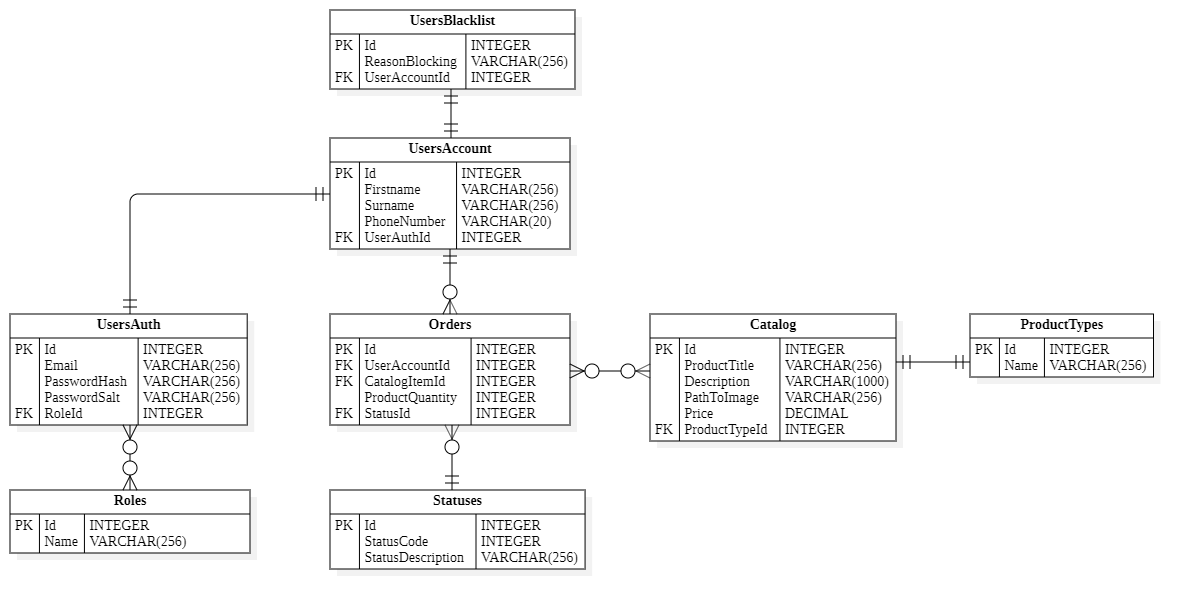 UsersBlacklist
PK Id INTEGER
ReasonBlocking VARCHAR(256)
FK UserAccountId INTEGER
UsersAccount
PK Id INTEGER
Firstname VARCHAR(256)
Surname VARCHAR(256)
PhoneNumber VARCHAR(20)
FK UserAuthId INTEGER
UsersAuth
PK Id INTEGER
Email VARCHAR(256)
PasswordHash VARCHAR(256)
PasswordSalt VARCHAR(256)
FK RoleId INTEGER
Orders
PK Id INTEGER
FK UserAccountId INTEGER
FK CatalogItemId INTEGER
ProductQuantity INTEGER
FK StatusId INTEGER
Catalog
PK Id INTEGER
ProductTitle VARCHAR(256)
Description VARCHAR(1000)
PathToImage VARCHAR(256)
Price DECIMAL
FK ProductTypeId INTEGER
ProductTypes
PK Id INTEGER
Name VARCHAR(256)
Roles
PK Id INTEGER
Name VARCHAR(256)
Statuses
PK Id INTEGER
StatusCode INTEGER
StatusDescription VARCHAR(256)